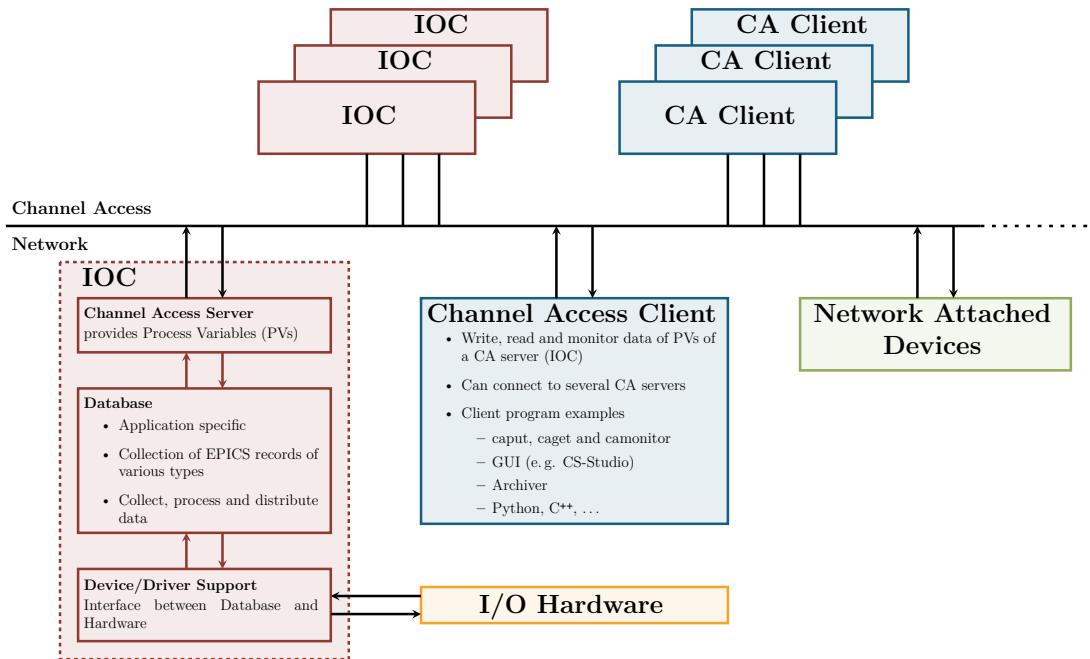 IOC
IOC
IOC
CA Client
CA Client
CA Client
Channel Access
Network
IOC
Channel Access Server
provides Process Variables (PVs)
Database
• Application specific
• Collection of EPICS records of
various types
• Collect, process and distribute
data
Device/Driver Support
Interface between Database and
Hardware
Channel Access Client
• Write, read and monitor data of PVs of
a CA server (IOC)
• Can connect to several CA servers
• Client program examples
– caput, caget and camonitor
– GUI (e. g. CS-Studio)
– Archiver
– Python, C++, ...
I/O Hardware
Network Attached
Devices